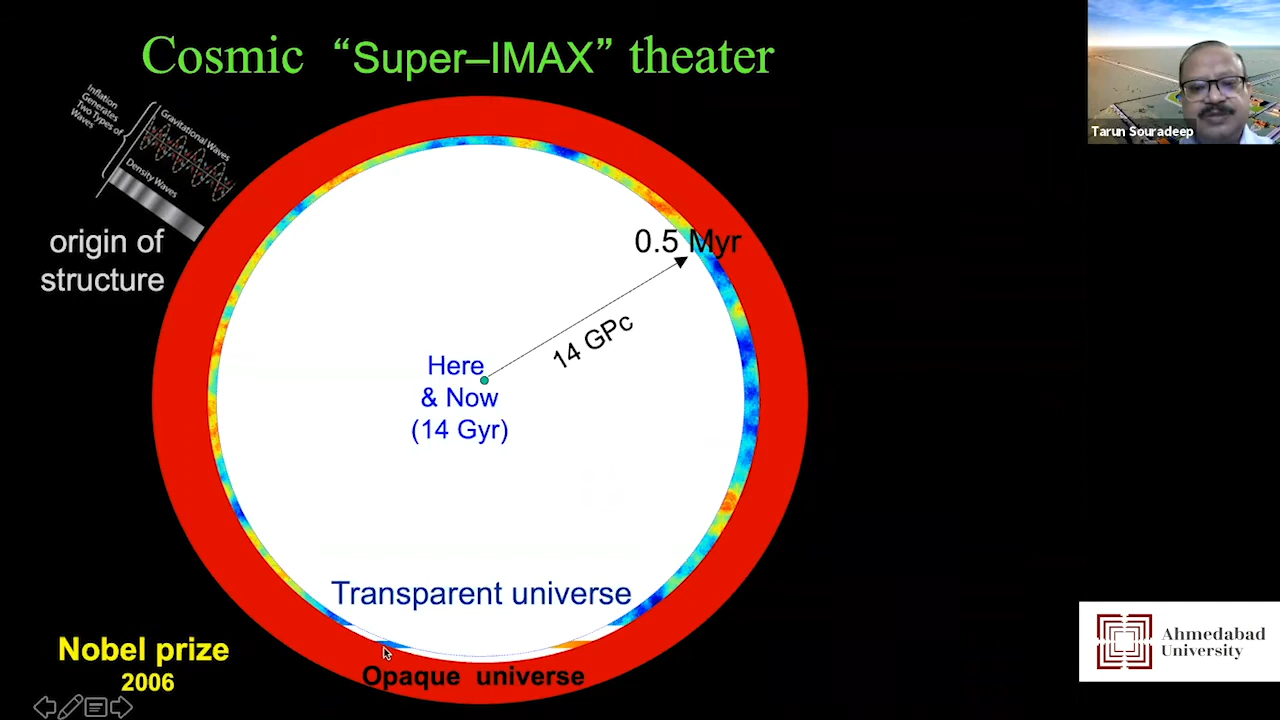 Cosmic “Super–IMAX” theater
Inflation
Generates
Two Types of
Waves
Gravitational Waves
Density Waves
origin of
structure
0.5 Myr
14 GPc
Here
& Now
(14 Gyr)
Transparent universe
Opaque universe
Nobel prize
2006
Tarun Souradeep
Ahmedabad
University